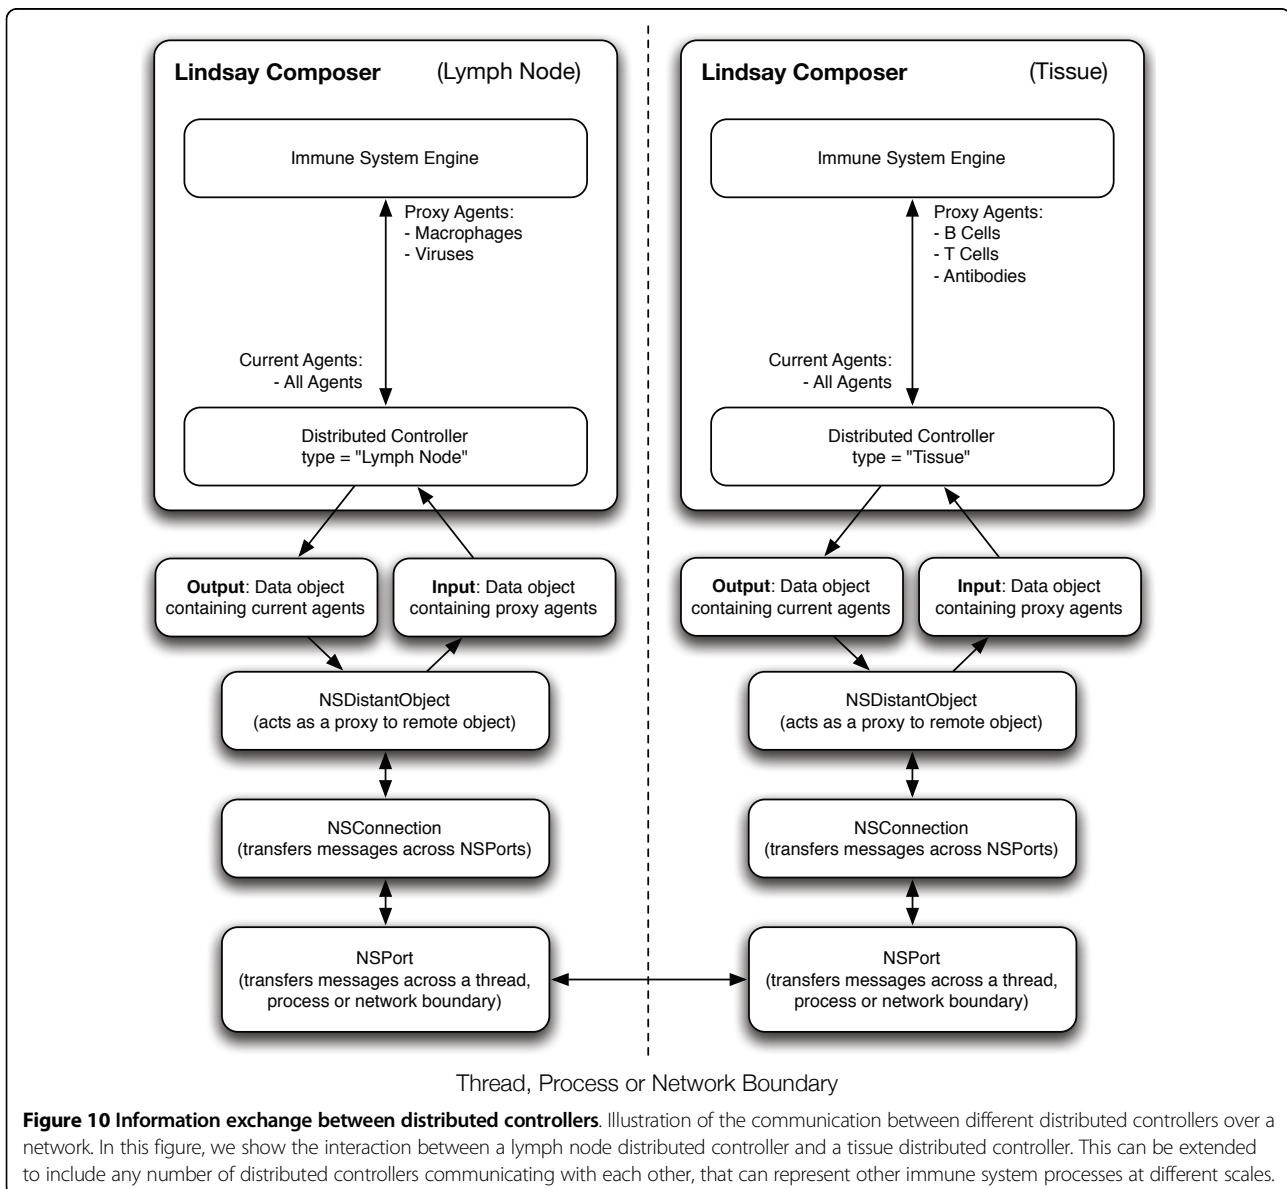 Lindsay Composer (Lymph Node)
Immune System Engine
Proxy Agents:
- Macrophages
- Viruses
Current Agents:
- All Agents
Distributed Controller
type = "Lymph Node"
Output: Data object
containing current agents
Input: Data object
containing proxy agents
NSDistantObject
(acts as a proxy to remote object)
NSConnection
(transfers messages across NSPorts)
NSPort
(transfers messages across a thread,
process or network boundary)
Lindsay Composer (Tissue)
Immune System Engine
Proxy Agents:
- B Cells
- T Cells
- Antibodies
Current Agents:
- All Agents
Distributed Controller
type = "Tissue"
Output: Data object
containing current agents
Input: Data object
containing proxy agents
NSDistantObject
(acts as a proxy to remote object)
NSConnection
(transfers messages across NSPorts)
NSPort
(transfers messages across a thread,
process or network boundary)
Thread, Process or Network Boundary
Figure 10 Information exchange between distributed controllers. Illustration of the communication between different distributed controllers over a
network. In this figure, we show the interaction between a lymph node distributed controller and a tissue distributed controller. This can be extended
to include any number of distributed controllers communicating with each other, that can represent other immune system processes at different scales.